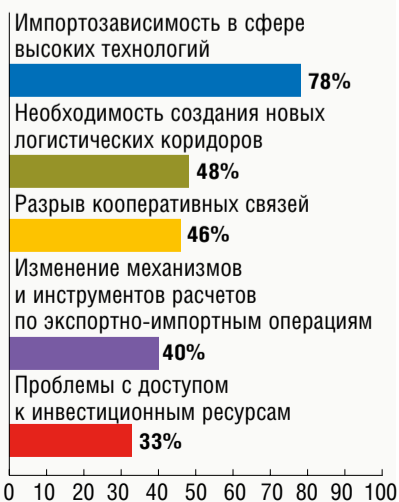 Импортозависимость в сфере
высоких технологий
78%
Необходимость создания новых
логистических коридоров
48%
Разрыв кооперативных связей
46%
Изменение механизмов
и инструментов расчетов
по экспортно-импортным операциям
40%
Проблемы с доступом
к инвестиционным ресурсам
33%
0 10 20 30 40 50 60 70 80 90 100